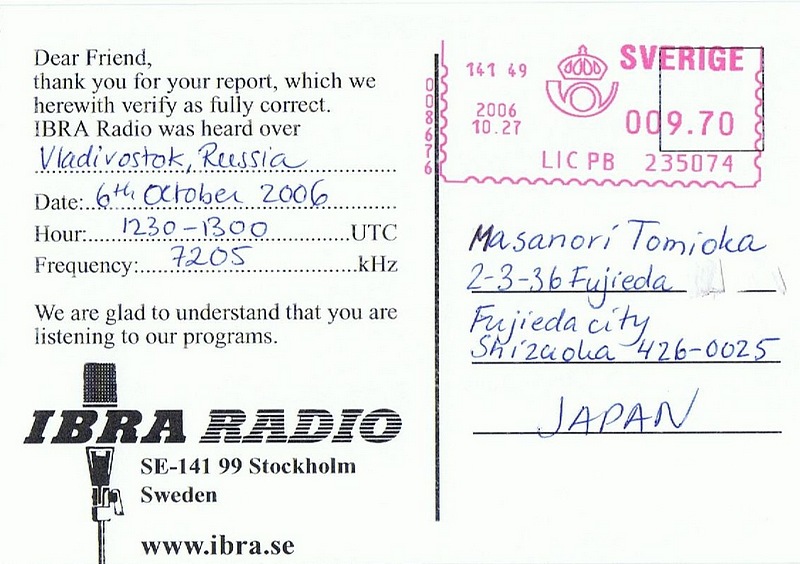 Dear Friend,
thank you for your report, which we
herewith verify as fully correct.
IBRA Radio was heard over
Vladivostok, Russia
Date: 6th October 2006
Hour: 1230-1300 UTC
Frequency: 7205 kHz
We are glad to understand that you are
listening to our programs.
IBRA RADIO
SE-141 99 Stockholm
Sweden
www.ibra.se
008676
141 49
2006
10.27
SVERIGE
009.70
LIC PB 235074
Masanori Tomioka
2-3-36 Fujieda
Fujieda city
Shizuoka 426-0025
JAPAN